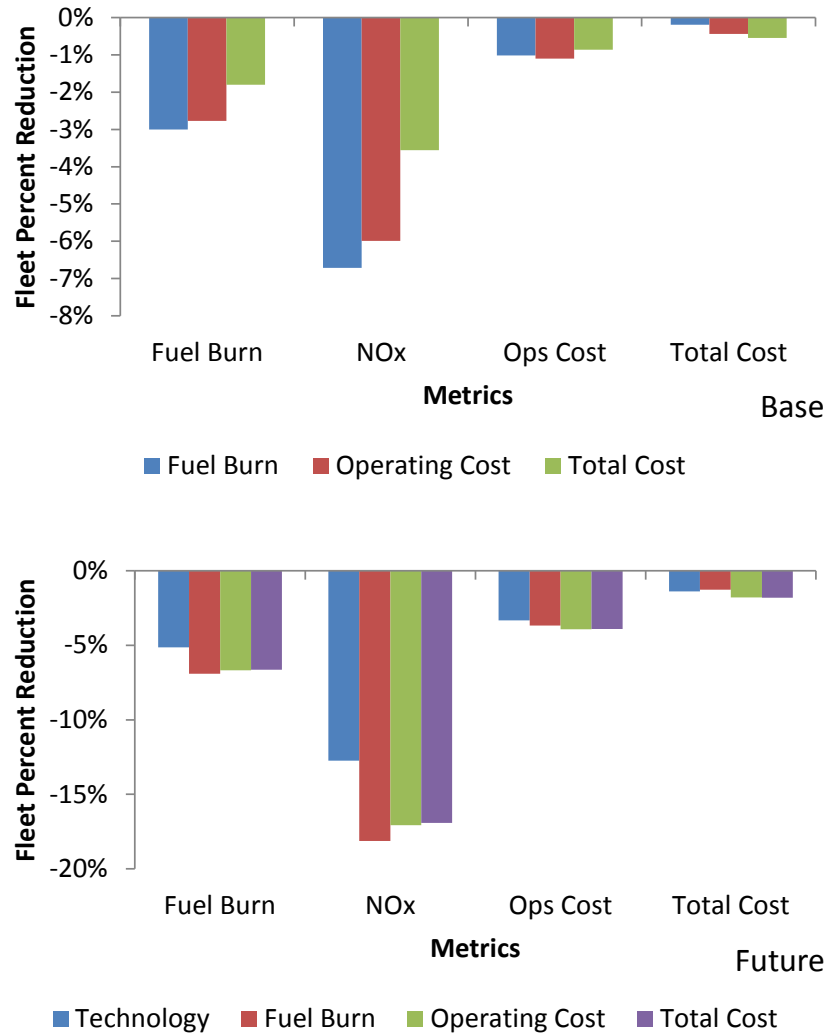 Fleet Percent Reduction
0%
-1%
-2%
-3%
-4%
-5%
-6%
-7%
-8%
Fuel Burn NOx Ops Cost Total Cost
Metrics
Base
Fuel Burn Operating Cost Total Cost
Fleet Percent Reduction
0%
-5%
-10%
-15%
-20%
Fuel Burn NOx Ops Cost Total Cost
Metrics
Future
Technology Fuel Burn Operating Cost Total Cost